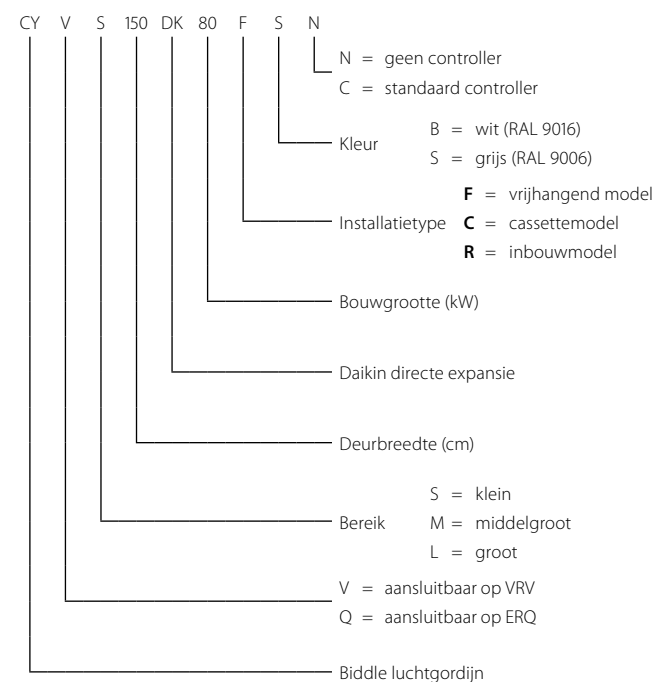 CY V S 150 DK 80 F S N
N = geen controller
C = standaard controller
Kleur
B = wit (RAL 9016)
S = grijs (RAL 9006)
Installatietype
F = vrijhangend model
C = cassettemodel
R = inbouwmodel
Bouwgrootte (kW)
Daikin directe expansie
Deurbreedte (cm)
Bereik
S = klein
M = middelgroot
L = groot
V = aansluitbaar op VRV
Q = aansluitbaar op ERQ
Biddle luchtgordijn